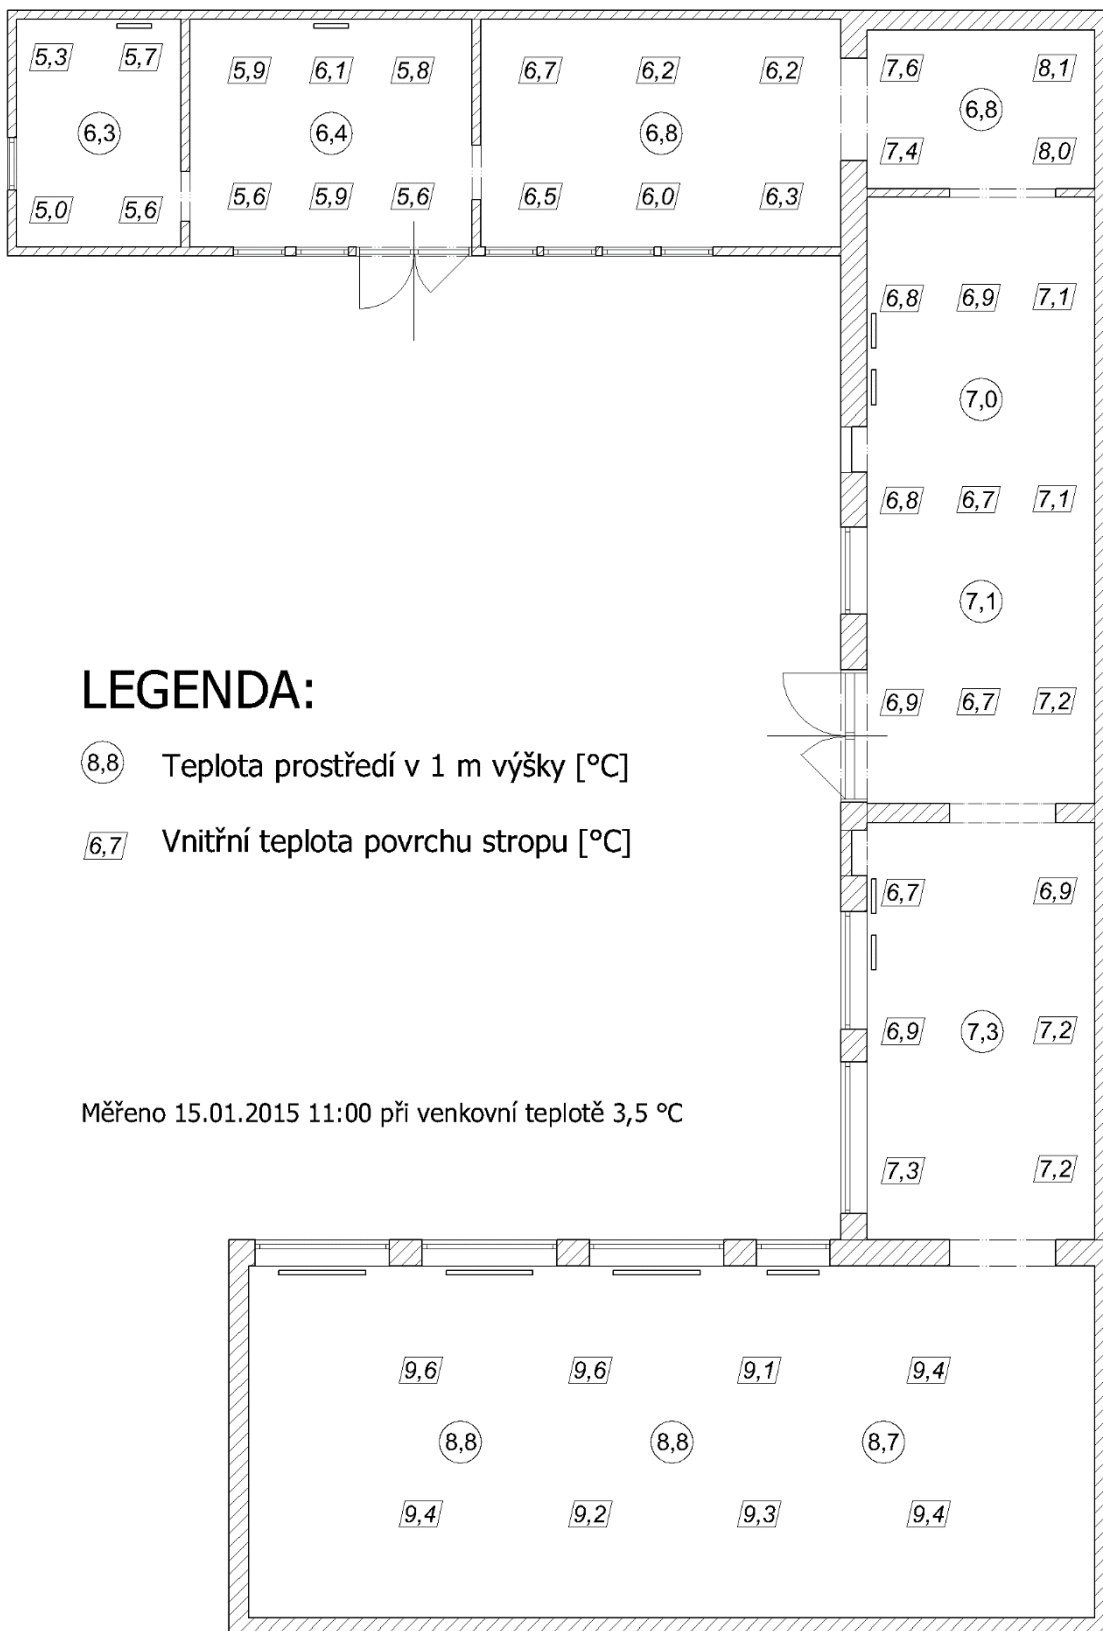 5,3 5,7 5,9 6,1 5,8 6,7 6,2 6,2 7,6 8,1
6,3 6,4 6,8 6,8
7,4 8,0
5,0 5,6 5,6 5,9 5,6 6,5 6,0 6,3
6,8 6,9 7,1
7,0
6,8 6,7 7,1
7,1
6,9 6,7 7,2
LEGENDA:
8,8 Teplota prostředí v 1 m výšky [°C]
6,7 Vnitřní teplota povrchu stropu [°C]
6,7 6,9
6,9 7,3 7,2
Měřeno 15.01.2015 11:00 při venkovní teplotě 3,5 °C
7,3 7,2
9,6 9,6 9,1 9,4
8,8 8,8 8,7
9,4 9,2 9,3 9,4